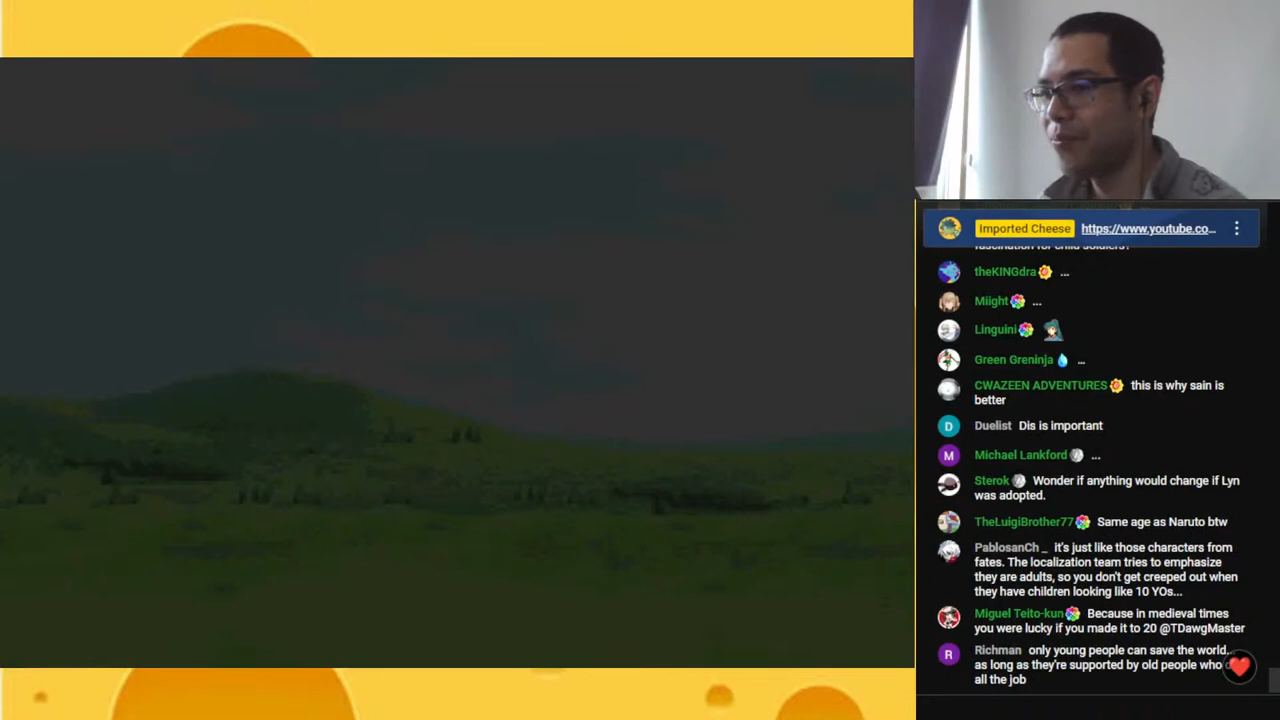 Imported Cheese https://www.youtube.co...
fascination for child soldiers?
theKINGdra ...
Miight ...
Linguini
Green Greninja ...
CWAZEEN ADVENTURES this is why sain is
better
Duelist Dis is important
Michael Lankford ...
Sterok Wonder if anything would change if Lyn
was adopted.
TheLuigiBrother77 Same age as Naruto btw
PablosanCh _ it's just like those characters from
fates. The localization team tries to emphasize
they are adults, so you don't get creeped out when
they have children looking like 10 YOs...
Miguel Teito-kun Because in medieval times
you were lucky if you made it to 20 @TDawgMaster
Richman only young people can save the world...
as long as they're supported by old people who
all the job
D
M
R